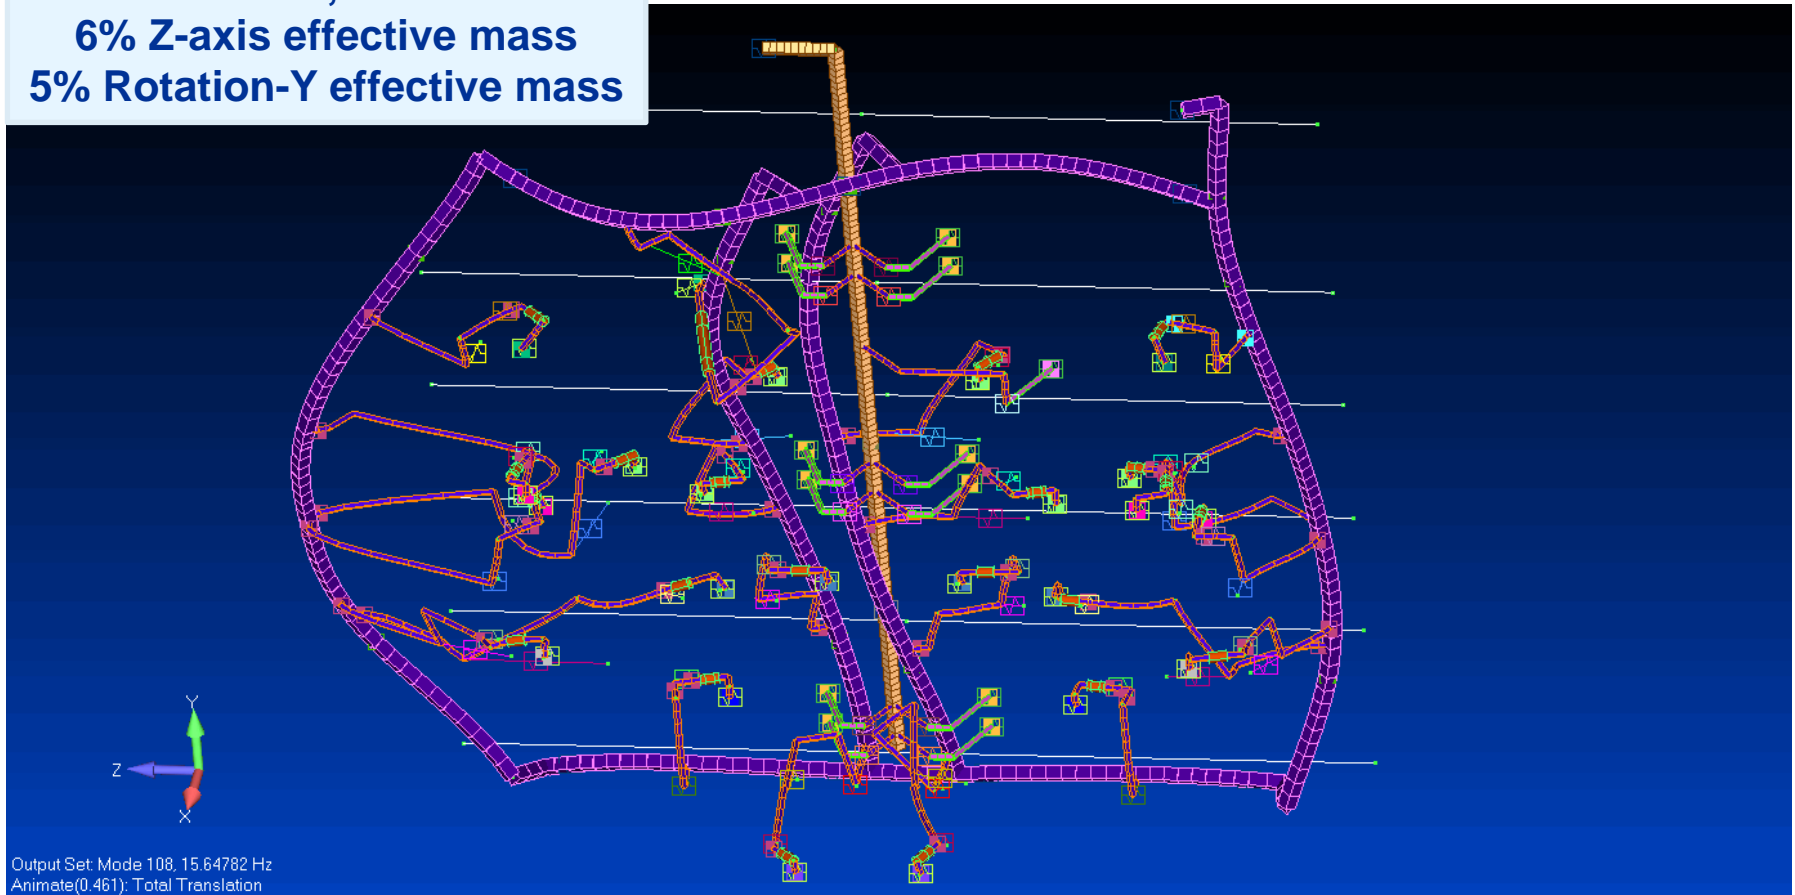 6% Z-axis effective mass
5% Rotation-Y effective mass
Y
Z
X
Output Set: Mode 108, 15.64782 Hz
Animate(0.461): Total Translation